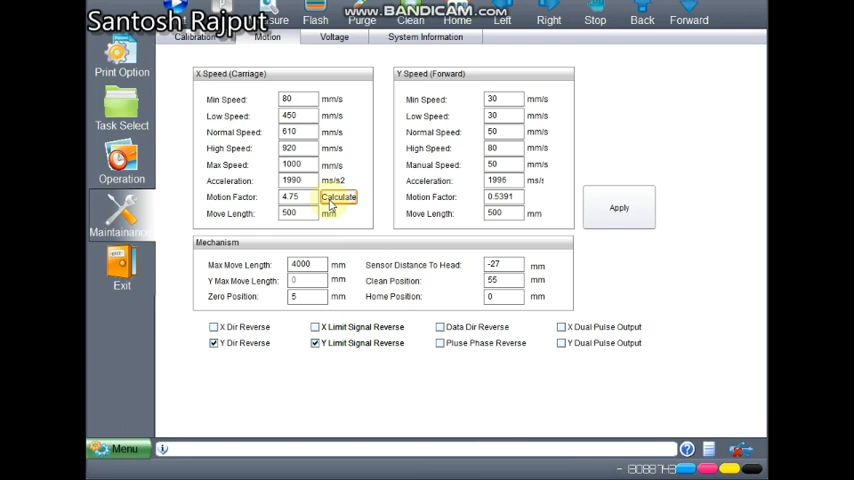 WWW.BANDICAM.COM
Santosh Rajput
Flash
Purge
Clean
Home
Left
Right
Stop
Back
Forward
Calibration
Motion
Voltage
System Information
Print Option
Task Select
Operation
Maintainance
Exit
X Speed (Carriage)
Min Speed: 80 mm/s
Low Speed: 450 mm/s
Normal Speed: 610 mm/s
High Speed: 920 mm/s
Max Speed: 1000 mm/s
Acceleration: 1990 ms/s2
Motion Factor: 4.75 Calculate
Move Length: 500 mm
Y Speed (Forward)
Min Speed: 30 mm/s
Low Speed: 30 mm/s
Normal Speed: 50 mm/s
High Speed: 80 mm/s
Manual Speed: 50 mm/s
Acceleration: 1996 ms/s
Motion Factor: 0.5391
Move Length: 500 mm
Apply
Mechanism
Max Move Length: 4000 mm Sensor Distance To Head: -27 mm
Y Max Move Length: 0 mm Clean Position: 55 mm
Zero Position: 5 mm Home Position: 0 mm
X Dir Reverse X Limit Signal Reverse Data Dir Reverse X Dual Pulse Output
Y Dir Reverse Y Limit Signal Reverse Pluse Phase Reverse Y Dual Pulse Output
Menu